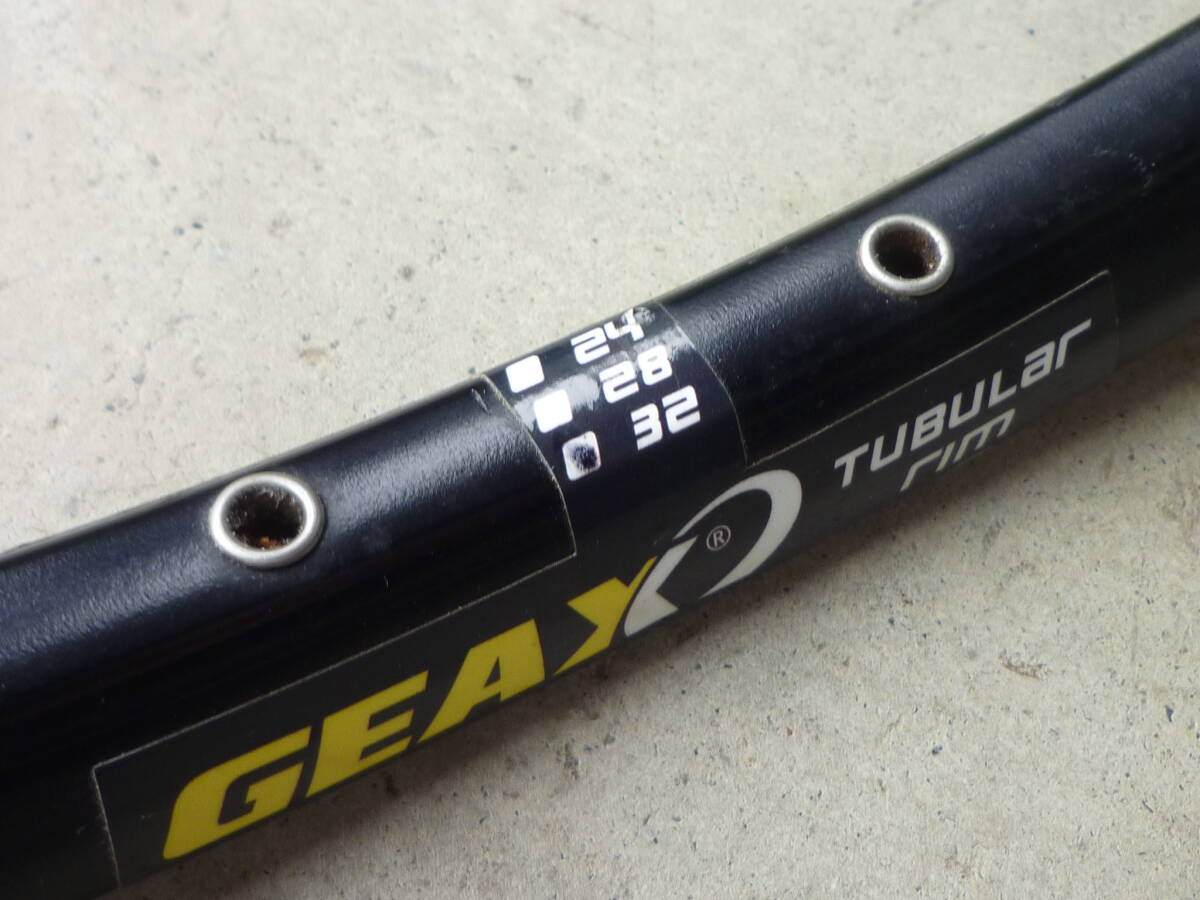 24
28
32
GEAX®
TUBULar
rim